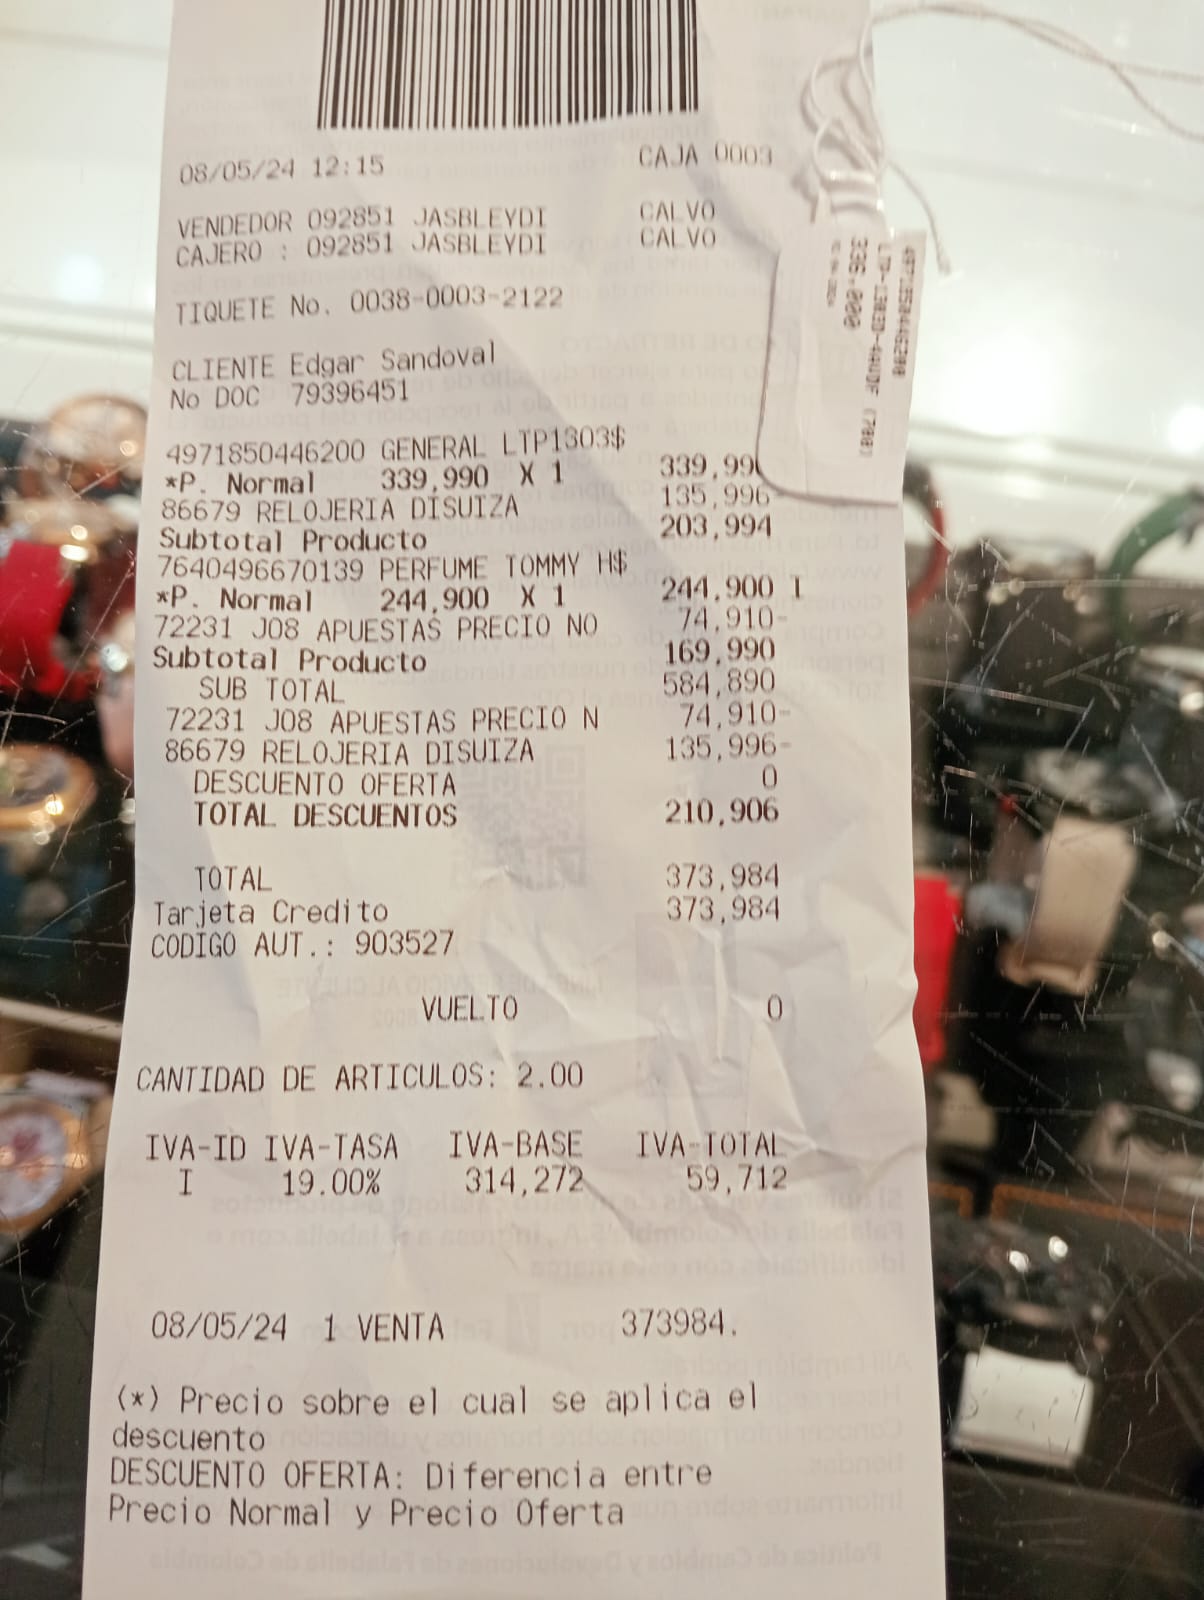 08/05/24 12:15 CAJA 0003
VENDEDOR 092851 JASBLEYDI CALVO
CAJERO : 092851 JASBLEYDI CALVO
TIQUETE No. 0038-0003-2122
CLIENTE Edgar Sandoval
No DOC 79396451
4971850446200 GENERAL LTP1303$
*P. Normal 339,990 X 1 339,990
86679 RELOJERIA DISUIZA 135,996-
Subtotal Producto 203,994
7640496670139 PERFUME TOMMY H$
*P. Normal 244,900 X 1 244,900 I
72231 J08 APUESTAS PRECIO NO 74,910-
Subtotal Producto 169,990
SUB TOTAL 584,890
72231 J08 APUESTAS PRECIO N 74,910-
86679 RELOJERIA DISUIZA 135,996-
DESCUENTO OFERTA 0
TOTAL DESCUENTOS 210,906
TOTAL 373,984
Tarjeta Credito 373,984
CODIGO AUT.: 903527
VUELTO 0
CANTIDAD DE ARTICULOS: 2.00
IVA-ID IVA-TASA IVA-BASE IVA-TOTAL
I 19.00% 314,272 59,712
08/05/24 1 VENTA 373984.
(*) Precio sobre el cual se aplica el
descuento
DESCUENTO OFERTA: Diferencia entre
Precio Normal y Precio Oferta
4971850446200
336.000